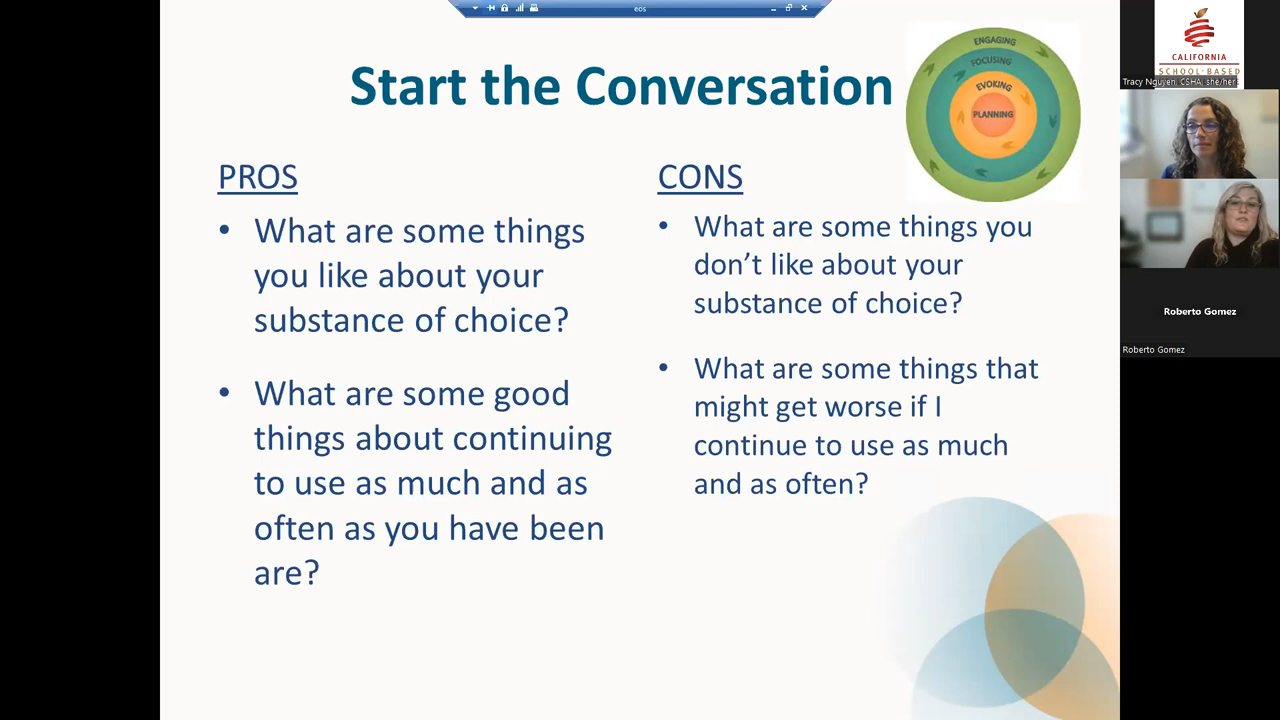 eos
Start the Conversation
ENGAGING
FOCUSING
EVOKING
PLANNING
PROS
• What are some things
you like about your
substance of choice?
• What are some good
things about continuing
to use as much and as
often as you have been
are?
CONS
• What are some things you
don’t like about your
substance of choice?
• What are some things that
might get worse if I
continue to use as much
and as often?
CALIFORNIA
SCHOOL-BASED
Tracy Nguyen, CSHA: she/her
Roberto Gomez
Roberto Gomez